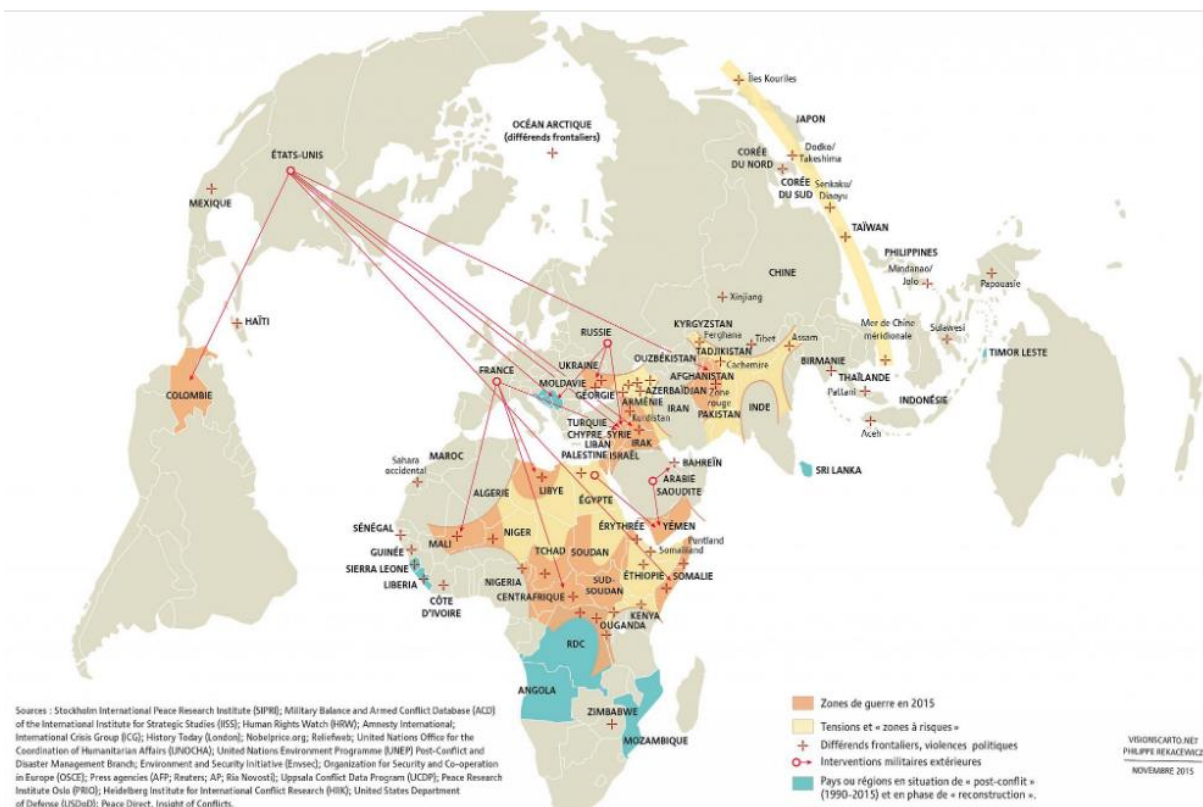 Îles Kouriles
JAPON
OCÉAN ARCTIQUE
(différends frontaliers)
CORÉE
DU NORD
Dodko/
Takeshima
ÉTATS-UNIS
CORÉE
DU SUD
Senkaku/
Diaoyu
MEXIQUE
TAÏWAN
PHILIPPINES
Mindanao/
Jolo
CHINE
Papouasie
Xinjiang
HAÏTI
KYRGYZSTAN
Ferghana
Tibet
Assam
Mer de Chine
méridionale
Sulawesi
RUSSIE
OUZBÉKISTAN
TADJIKISTAN
Cachemire
BIRMANIE
TIMOR LESTE
UKRAINE
FRANCE
MOLDAVIE
GÉORGIE
AZERBAÏDJAN
AFGHANISTAN
Zone
rouge
THAÏLANDE
Pattani
INDONÉSIE
COLOMBIE
ARMÉNIE
Kurdistan
IRAN
PAKISTAN
INDE
Aceh
TURQUIE
CHYPRE
SYRIE
LIBAN
IRAK
PALESTINE
ISRAËL
MAROC
Sahara
occidental
BAHREÏN
SRI LANKA
ALGERIE
LIBYE
ÉGYPTE
ARABIE
SAOUDITE
SÉNÉGAL
MALI
NIGER
ÉRYTHRÉE
YÉMEN
Puntland
Somaliland
GUINÉE
TCHAD
SOUDAN
SIERRA LEONE
LIBERIA
NIGERIA
ÉTHIOPIE
SOMALIE
CÔTE
D'IVOIRE
CENTRAFRIQUE
SUD-
SOUDAN
KENYA
OUGANDA
RDC
ANGOLA
ZIMBABWE
MOZAMBIQUE
Sources : Stockholm International Peace Research Institute (SIPRI); Military Balance and Armed Conflict Database (ACD)
of the International Institute for Strategic Studies (IISS); Human Rights Watch (HRW); Amnesty International;
International Crisis Group (ICG); History Today (London); Nobelprice.org; Reliefweb; United Nations Office for the
Coordination of Humanitarian Affairs (UNOCHA); United Nations Environment Programme (UNEP) Post-Conflict and
Disaster Management Branch; Environment and Security Initiative (Envsec); Organization for Security and Co-operation
in Europe (OSCE); Press agencies (AFP; Reuters; AP; Ria Novosti); Uppsala Conflict Data Program (UCDP); Peace Research
Institute Oslo (PRIO); Heidelberg Institute for International Conflict Research (HIIK); United States Department
of Defense (USDoD); Peace Direct, Insight of Conflicts.
Zones de guerre en 2015
Tensions et « zones à risques »
Différends frontaliers, violences politiques
Interventions militaires extérieures
Pays ou régions en situation de « post-conflit »
(1990-2015) et en phase de « reconstruction ».
VISIONSCARTO.NET
PHILIPPE REKACEWICZ
NOVEMBRE 2015